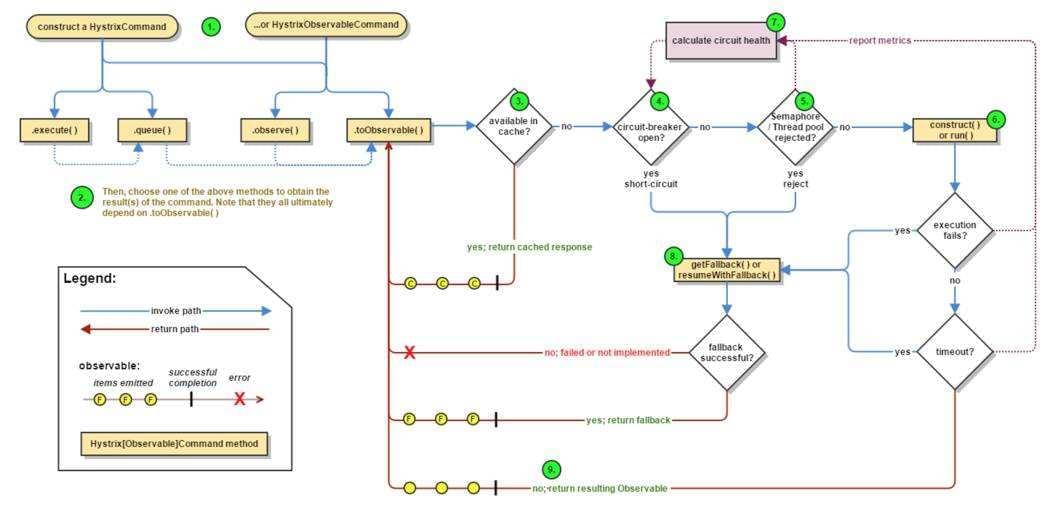 construct a HystrixCommand
1.
...or HystrixObservableCommand
7.
calculate circuit health
report metrics
3.
available in
cache?
4.
circuit-breaker
open?
5.
Semaphore
/ Thread pool
rejected?
6.
construct( )
or run( )
.execute( )
.queue( )
.observe( )
.toObservable( )
no
no
no
yes
short-circuit
yes
reject
2.
Then, choose one of the above methods to obtain the
result(s) of the command. Note that they all ultimately
depend on .toObservable( )
yes; return cached response
C C C
8.
getFallback( ) or
resumeWithFallback( )
yes
execution
fails?
no
yes
timeout?
Legend:
invoke path
return path
observable:
items emitted
successful
completion
error
F F F
X
Hystrix[Observable]Command method
X
no; failed or not implemented
fallback
successful?
F F F
yes; return fallback
9.
no; return resulting Observable